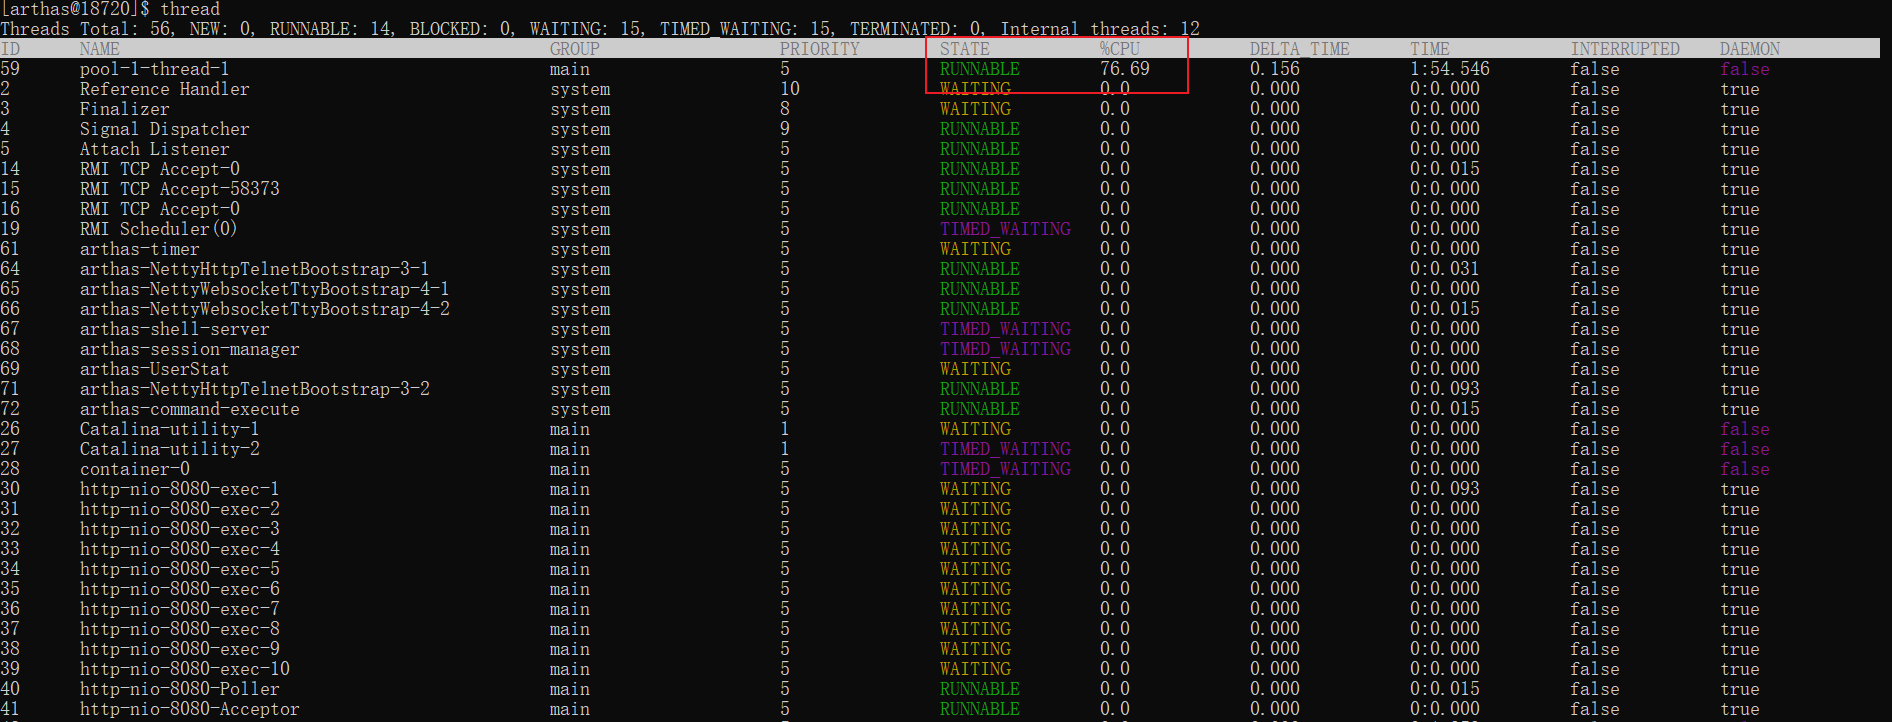 [arthas@18720]$ thread
Threads Total: 56, NEW: 0, RUNNABLE: 14, BLOCKED: 0, WAITING: 15, TIMED_WAITING: 15, TERMINATED: 0, Internal threads: 12
ID NAME GROUP PRIORITY STATE %CPU DELTA_TIME TIME INTERRUPTED DAEMON
59 pool-1-thread-1 main 5 RUNNABLE 76.69 0.156 1:54.546 false false
2 Reference Handler system 10 WAITING 0.0 0.000 0:0.000 false true
3 Finalizer system 8 WAITING 0.0 0.000 0:0.000 false true
4 Signal Dispatcher system 9 RUNNABLE 0.0 0.000 0:0.000 false true
5 Attach Listener system 5 RUNNABLE 0.0 0.000 0:0.000 false true
14 RMI TCP Accept-0 system 5 RUNNABLE 0.0 0.000 0:0.015 false true
15 RMI TCP Accept-58373 system 5 RUNNABLE 0.0 0.000 0:0.000 false true
16 RMI TCP Accept-0 system 5 RUNNABLE 0.0 0.000 0:0.000 false true
19 RMI Scheduler(0) system 5 TIMED_WAITING 0.0 0.000 0:0.000 false true
61 arthas-timer system 5 WAITING 0.0 0.000 0:0.000 false true
64 arthas-NettyHttpTelnetBootstrap-3-1 system 5 RUNNABLE 0.0 0.000 0:0.031 false true
65 arthas-NettyWebsocketTtyBootstrap-4-1 system 5 RUNNABLE 0.0 0.000 0:0.000 false true
66 arthas-NettyWebsocketTtyBootstrap-4-2 system 5 RUNNABLE 0.0 0.000 0:0.015 false true
67 arthas-shell-server system 5 TIMED_WAITING 0.0 0.000 0:0.000 false true
68 arthas-session-manager system 5 TIMED_WAITING 0.0 0.000 0:0.000 false true
69 arthas-UserStat system 5 WAITING 0.0 0.000 0:0.000 false true
71 arthas-NettyHttpTelnetBootstrap-3-2 system 5 RUNNABLE 0.0 0.000 0:0.093 false true
72 arthas-command-execute system 5 RUNNABLE 0.0 0.000 0:0.015 false true
26 Catalina-utility-1 main 1 WAITING 0.0 0.000 0:0.000 false false
27 Catalina-utility-2 main 1 TIMED_WAITING 0.0 0.000 0:0.000 false false
28 container-0 main 5 TIMED_WAITING 0.0 0.000 0:0.000 false false
30 http-nio-8080-exec-1 main 5 WAITING 0.0 0.000 0:0.093 false true
31 http-nio-8080-exec-2 main 5 WAITING 0.0 0.000 0:0.000 false true
32 http-nio-8080-exec-3 main 5 WAITING 0.0 0.000 0:0.000 false true
33 http-nio-8080-exec-4 main 5 WAITING 0.0 0.000 0:0.000 false true
34 http-nio-8080-exec-5 main 5 WAITING 0.0 0.000 0:0.000 false true
35 http-nio-8080-exec-6 main 5 WAITING 0.0 0.000 0:0.000 false true
36 http-nio-8080-exec-7 main 5 WAITING 0.0 0.000 0:0.000 false true
37 http-nio-8080-exec-8 main 5 WAITING 0.0 0.000 0:0.000 false true
38 http-nio-8080-exec-9 main 5 WAITING 0.0 0.000 0:0.000 false true
39 http-nio-8080-exec-10 main 5 WAITING 0.0 0.000 0:0.000 false true
40 http-nio-8080-Poller main 5 RUNNABLE 0.0 0.000 0:0.015 false true
41 http-nio-8080-Acceptor main 5 RUNNABLE 0.0 0.000 0:0.000 false true